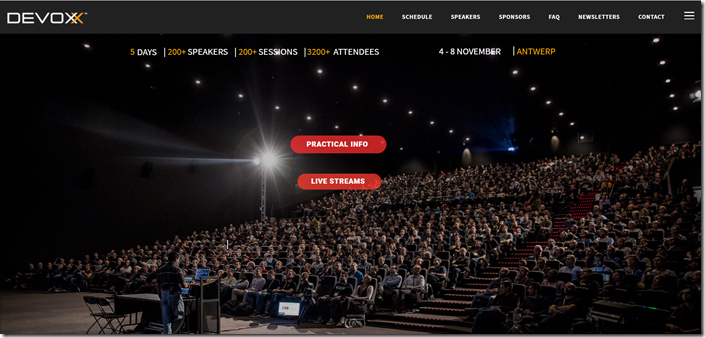 DEVOXX™
HOME SCHEDULE SPEAKERS SPONSORS FAQ NEWSLETTERS CONTACT
5 DAYS | 200+ SPEAKERS | 200+ SESSIONS | 3200+ ATTENDEES 4 - 8 NOVEMBER | ANTWERP
PRACTICAL INFO
LIVE STREAMS